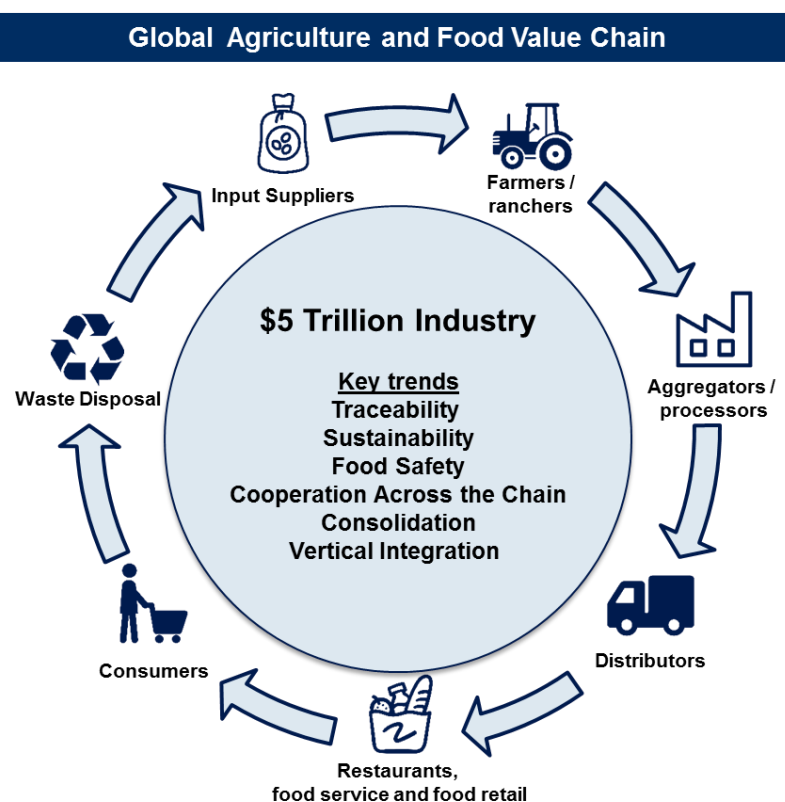 Global Agriculture and Food Value Chain
Input Suppliers
Farmers /
ranchers
$5 Trillion Industry
Key trends
Traceability
Sustainability
Food Safety
Cooperation Across the Chain
Consolidation
Vertical Integration
Aggregators /
processors
Waste Disposal
Distributors
Consumers
Restaurants,
food service and food retail